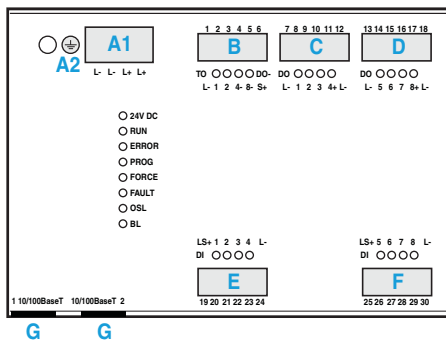 1 2 3 4 5 6
7 8 9 10 11 12
13 14 15 16 17 18
A1
B
C
D
A2
L- L- L+ L+
TO DO-
DO
DO
L- 1 2 4- 8- S+
L- 1 2 3 4+ L-
L- 5 6 7 8+ L-
24V DC
RUN
ERROR
PROG
FORCE
FAULT
OSL
BL
LS+ 1 2 3 4 L-
LS+ 5 6 7 8 L-
DI
DI
E
F
1 10/100BaseT 10/100BaseT 2
19 20 21 22 23 24
25 26 27 28 29 30
G
G